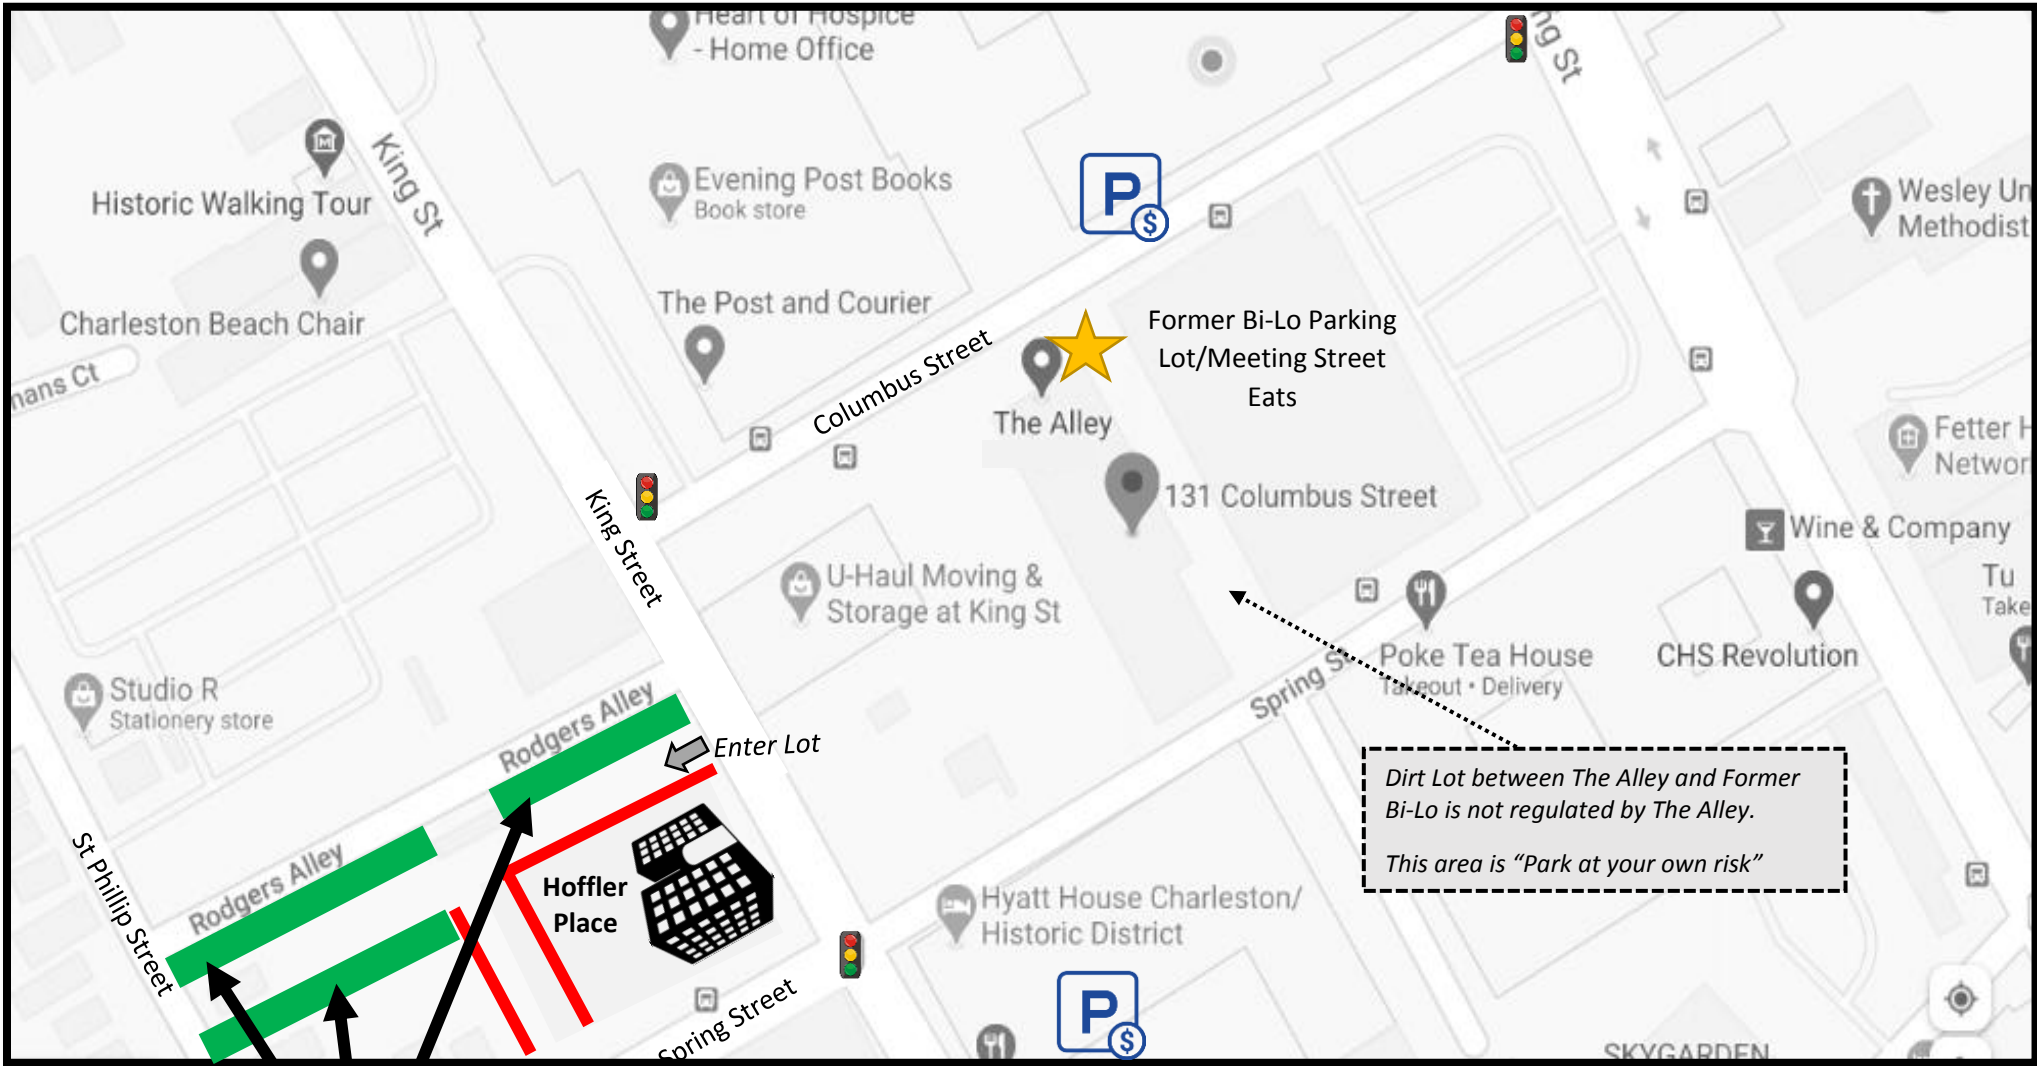 Heart of Hospice
- Home Office
ng St
King St
Historic Walking Tour
Evening Post Books
Book store
P
$
Wesley Un
Methodist
Charleston Beach Chair
The Post and Courier
Former Bi-Lo Parking
Lot/Meeting Street
Eats
mans Ct
Columbus Street
The Alley
Fetter H
Networ
King Street
131 Columbus Street
Wine & Company
U-Haul Moving &
Storage at King St
Tu
Take
Studio R
Stationery store
Rodgers Alley
Spring St
Poke Tea House
Takeout • Delivery
CHS Revolution
Enter Lot
Dirt Lot between The Alley and Former
Bi-Lo is not regulated by The Alley.
This area is “Park at your own risk”
St Phillip Street
Rodgers Alley
Hoffler
Place
Hyatt House Charleston/
Historic District
Spring Street
P
$
SKYGARDEN